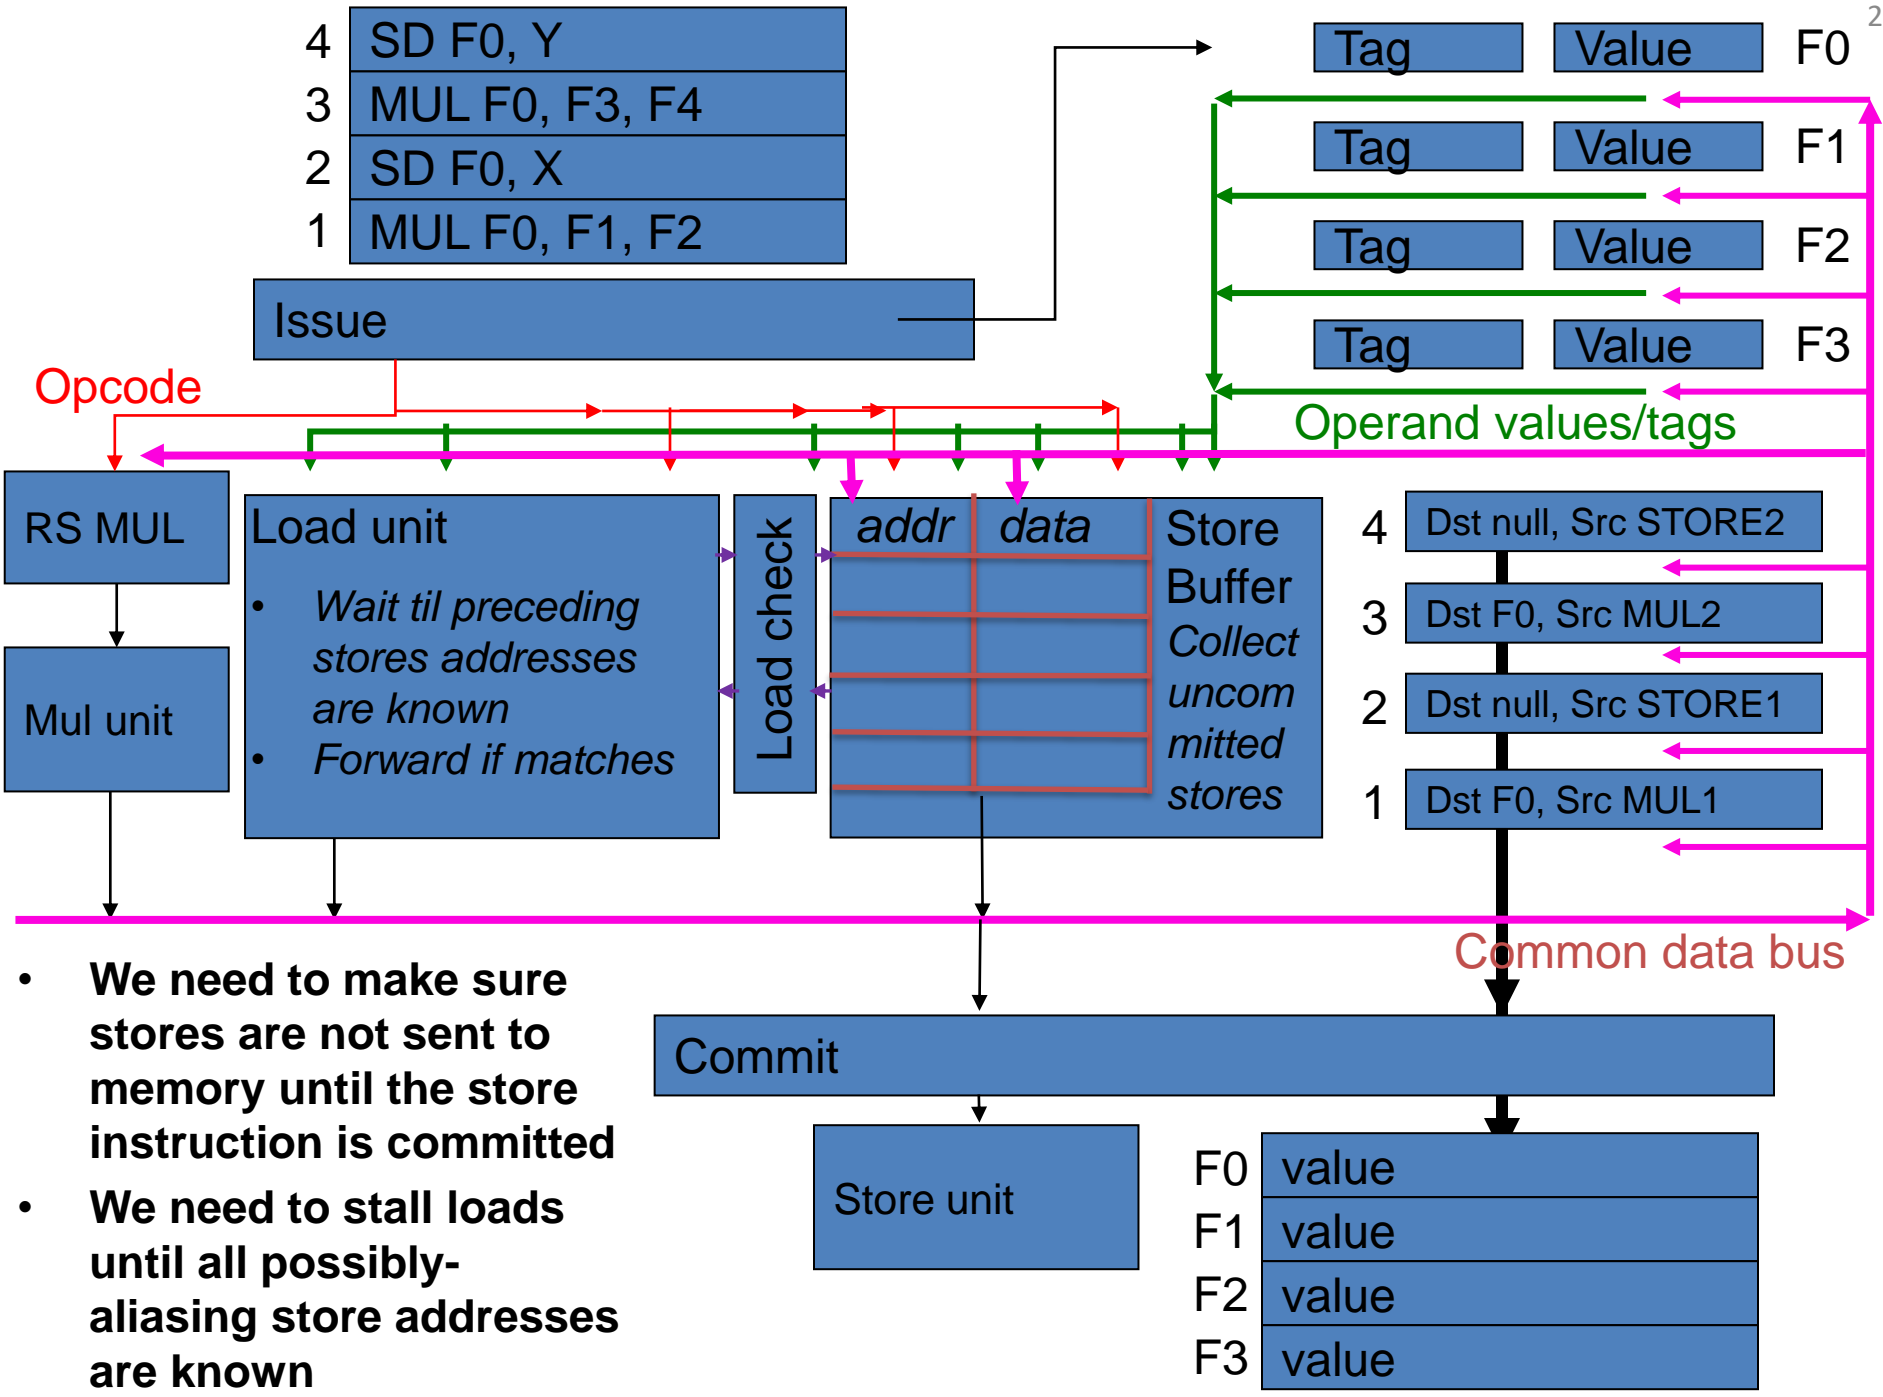 2
4 SD F0, Y
3 MUL F0, F3, F4
2 SD F0, X
1 MUL F0, F1, F2
Issue
Tag Value F0
Tag Value F1
Tag Value F2
Tag Value F3
Opcode
Operand values/tags
RS MUL
Mul unit
Load unit
• Wait til preceding
stores addresses
are known
• Forward if matches
Load check
addr data
Store
Buffer
Collect
uncom
mitted
stores
4 Dst null, Src STORE2
3 Dst F0, Src MUL2
2 Dst null, Src STORE1
1 Dst F0, Src MUL1
Common data bus
• We need to make sure
stores are not sent to
memory until the store
instruction is committed
• We need to stall loads
until all possibly-
aliasing store addresses
are known
Commit
Store unit
F0 value
F1 value
F2 value
F3 value